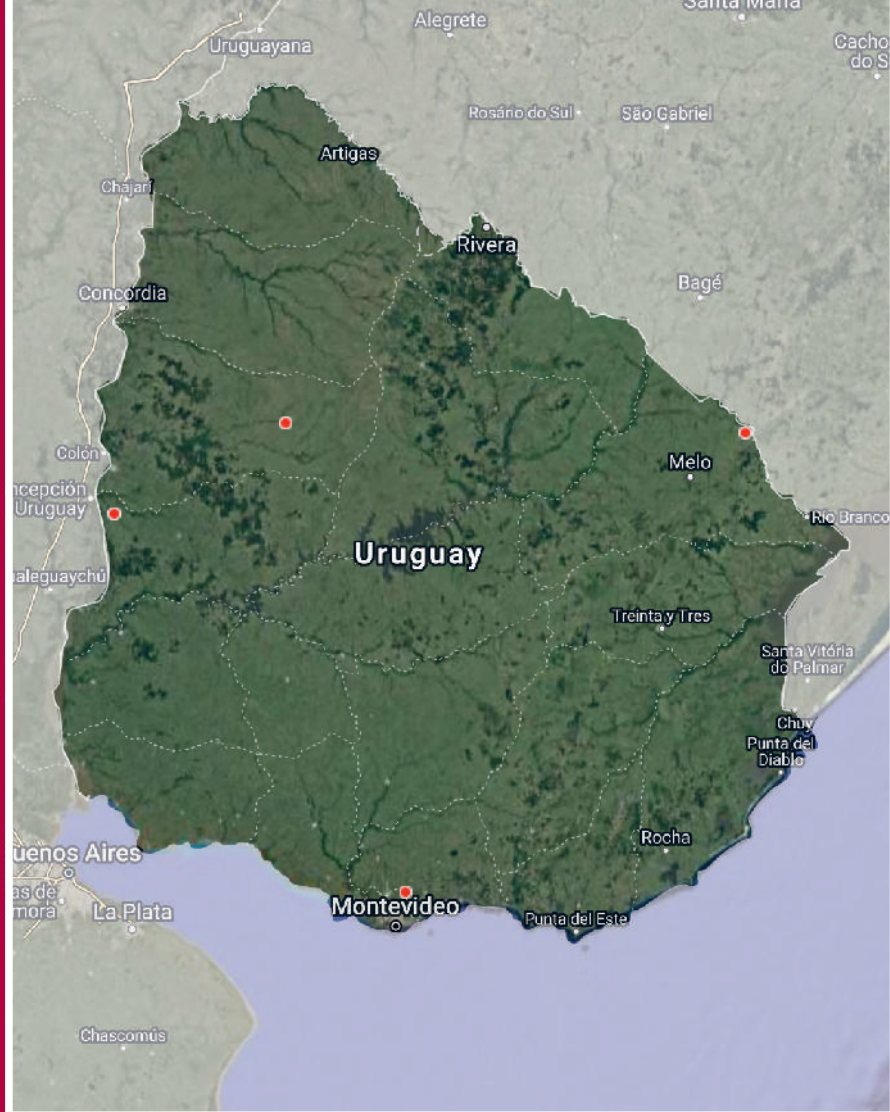 Santa Maria
Alegrete
Uruguayana
Cacho
do S
Rosário do Sul
São Gabriel
Artigas
Chajarí
Rivera
Bagé
Concordia
Colón
Melo
ncepción
Uruguay
Río Branco
Uruguay
aleguaychú
Treinta y Tres
Santa Vitória
do Palmar
Chuy
Punta del
Diablo
Rocha
uenos Aires
as de
mora
La Plata
Montevideo
Punta del Este
Chascomús